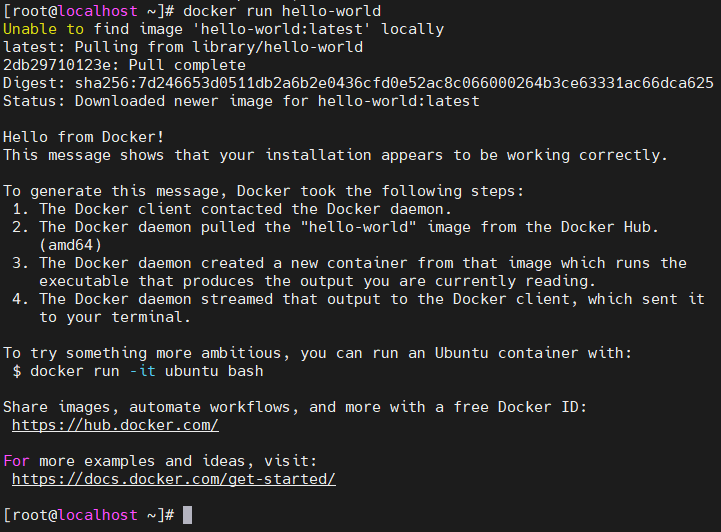 [root@localhost ~]# docker run hello-world
Unable to find image 'hello-world:latest' locally
latest: Pulling from library/hello-world
2db29710123e: Pull complete
Digest: sha256:7d246653d0511db2a6b2e0436cfd0e52ac8c066000264b3ce63331ac66dca625
Status: Downloaded newer image for hello-world:latest

Hello from Docker!
This message shows that your installation appears to be working correctly.

To generate this message, Docker took the following steps:
 1. The Docker client contacted the Docker daemon.
 2. The Docker daemon pulled the "hello-world" image from the Docker Hub.
    (amd64)
 3. The Docker daemon created a new container from that image which runs the
    executable that produces the output you are currently reading.
 4. The Docker daemon streamed that output to the Docker client, which sent it
    to your terminal.

To try something more ambitious, you can run an Ubuntu container with:
 $ docker run -it ubuntu bash

Share images, automate workflows, and more with a free Docker ID:
 https://hub.docker.com/

For more examples and ideas, visit:
 https://docs.docker.com/get-started/

[root@localhost ~]#